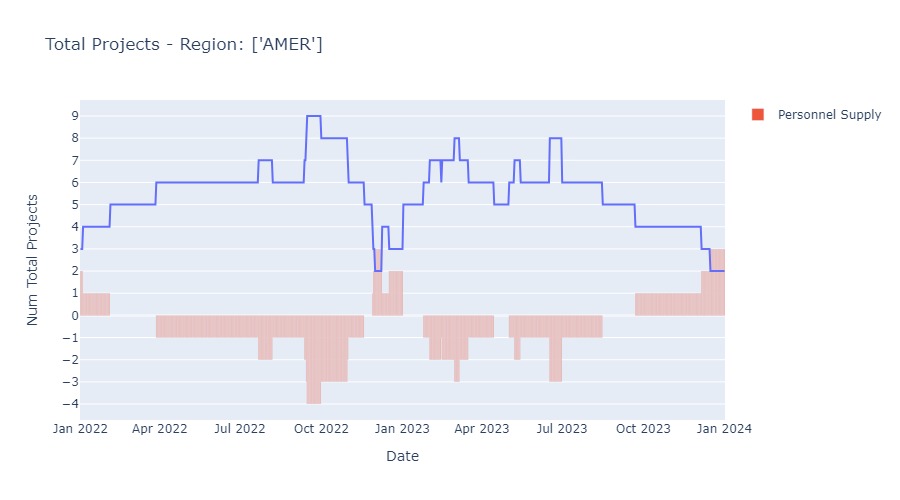 Total Projects - Region: ['AMER']
Personnel Supply
Num Total Projects
9
8
7
6
5
4
3
2
1
0
−1
−2
−3
−4
Jan 2022 Apr 2022 Jul 2022 Oct 2022 Jan 2023 Apr 2023 Jul 2023 Oct 2023 Jan 2024
Date